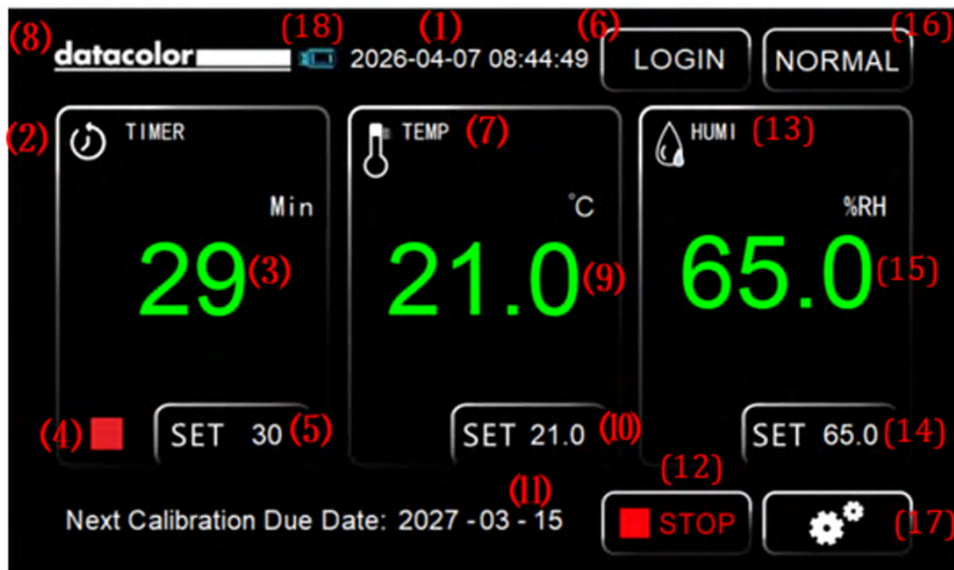 (8) datacolor (18) (1) 2026-04-07 08:44:49 (6) LOGIN NORMAL (16)
(2) TIMER
Min
29 (3)
(4) SET 30 (5)
TEMP (7)
°C
21.0 (9)
SET 21.0 (10)
HUMI (13)
%RH
65.0 (15)
SET 65.0 (14)
(11)
Next Calibration Due Date: 2027 - 03 - 15
(12)
STOP
(17)